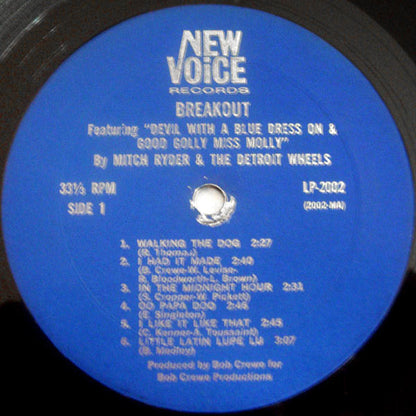 NEW
VOiCE
RECORDS
BREAKOUT
Featuring "DEVIL WITH A BLUE DRESS ON &
GOOD GOLLY MISS MOLLY"
By MITCH RYDER & THE DETROIT WHEELS
33⅓ RPM LP-2002
SIDE 1 (2002-MA)
1. WALKING THE DOG 2:27
(R. Thomas)
2. I HAD IT MADE 2:40
(B. Crewe-W. Levise-
R. Bloodworth-L. Brown)
3. IN THE MIDNIGHT HOUR 2:31
(S. Cropper-W. Pickett)
4. OO PAPA DOO 2:46
(E. Singleton)
5. I LIKE IT LIKE THAT 2:45
(C. Kenner-A. Toussaint)
6. LITTLE LATIN LUPE LU 3:07
(B. Medley)
Produced by Bob Crewe for
Bob Crewe Productions